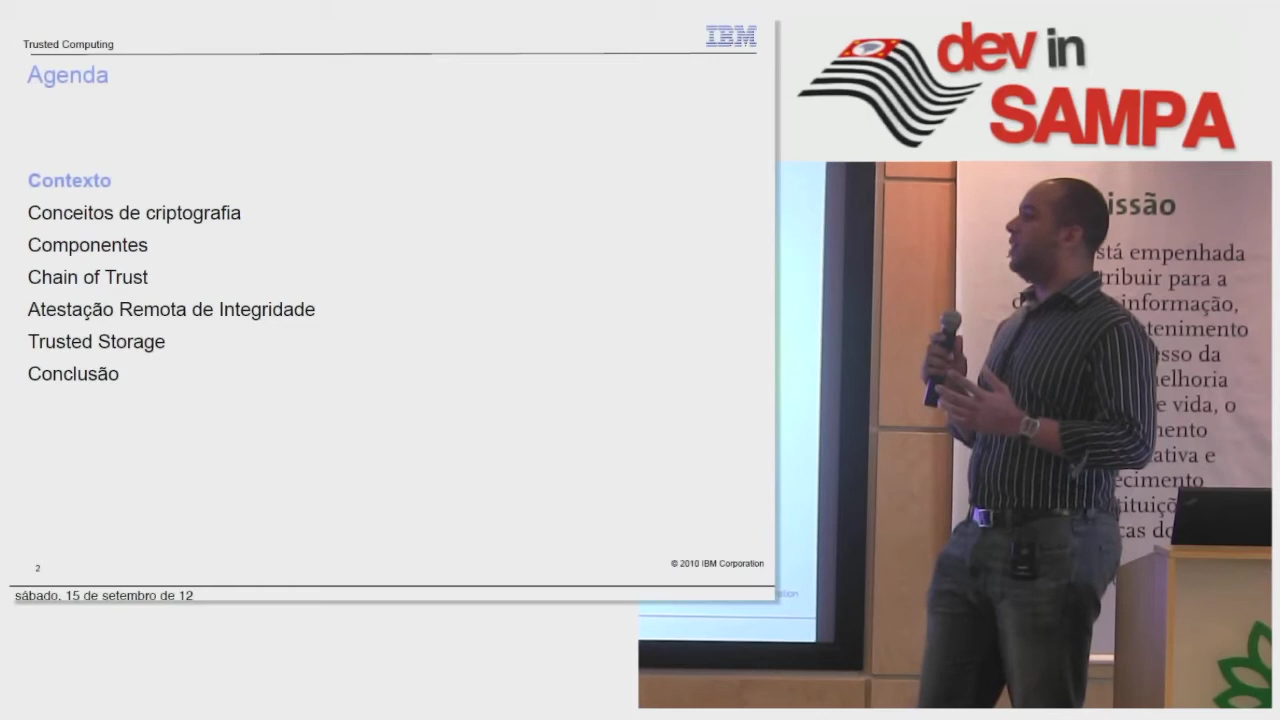 Trusted Computing
IBM
Agenda
Contexto
Conceitos de criptografia
Componentes
Chain of Trust
Atestação Remota de Integridade
Trusted Storage
Conclusão
2
© 2010 IBM Corporation
sábado, 15 de setembro de 12
dev in
SAMPA
issão
stá empenhada
tribuir para a
informação,
tenimento
esso da
elhoria
e vida, o
mento
ativa e
ecimento
tituiçõ
cas do